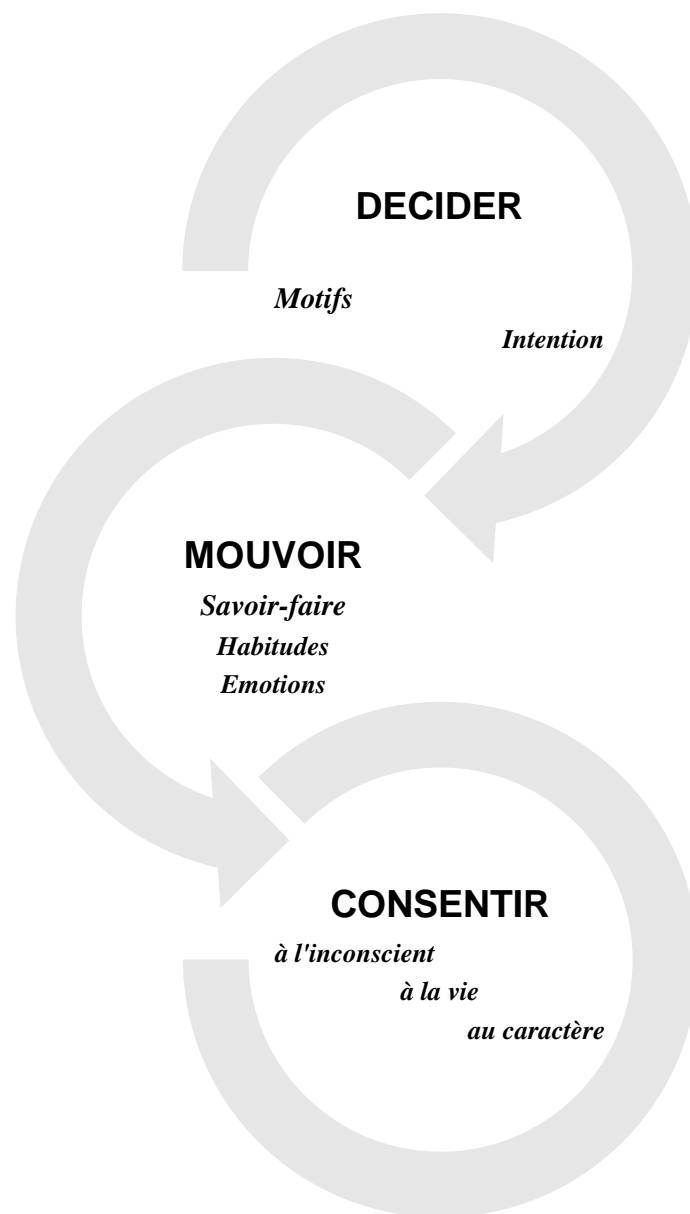 DECIDER
Motifs
Intention
MOUVOIR
Savoir-faire
Habitudes
Emotions
CONSENTIR
à l'inconscient
à la vie
au caractère